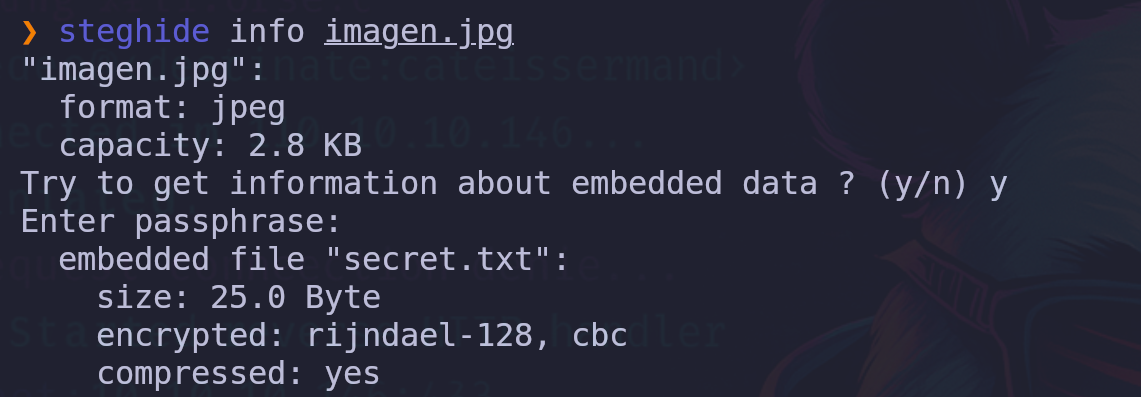 ❯ steghide info imagen.jpg
"imagen.jpg":
  format: jpeg
  capacity: 2.8 KB
Try to get information about embedded data ? (y/n) y
Enter passphrase:
  embedded file "secret.txt":
    size: 25.0 Byte
    encrypted: rijndael-128, cbc
    compressed: yes